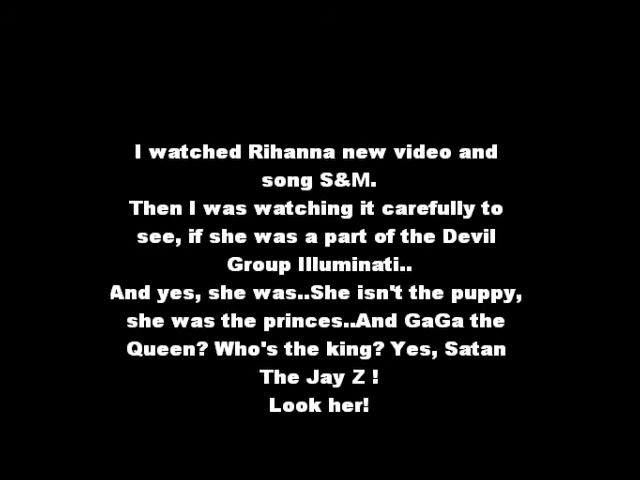 I watched Rihanna new video and
song S&M.
Then I was watching it carefully to
see, if she was a part of the Devil
Group Illuminati..
And yes, she was..She isn't the puppy,
she was the princes..And GaGa the
Queen? Who's the king? Yes, Satan
The Jay Z !
Look her!